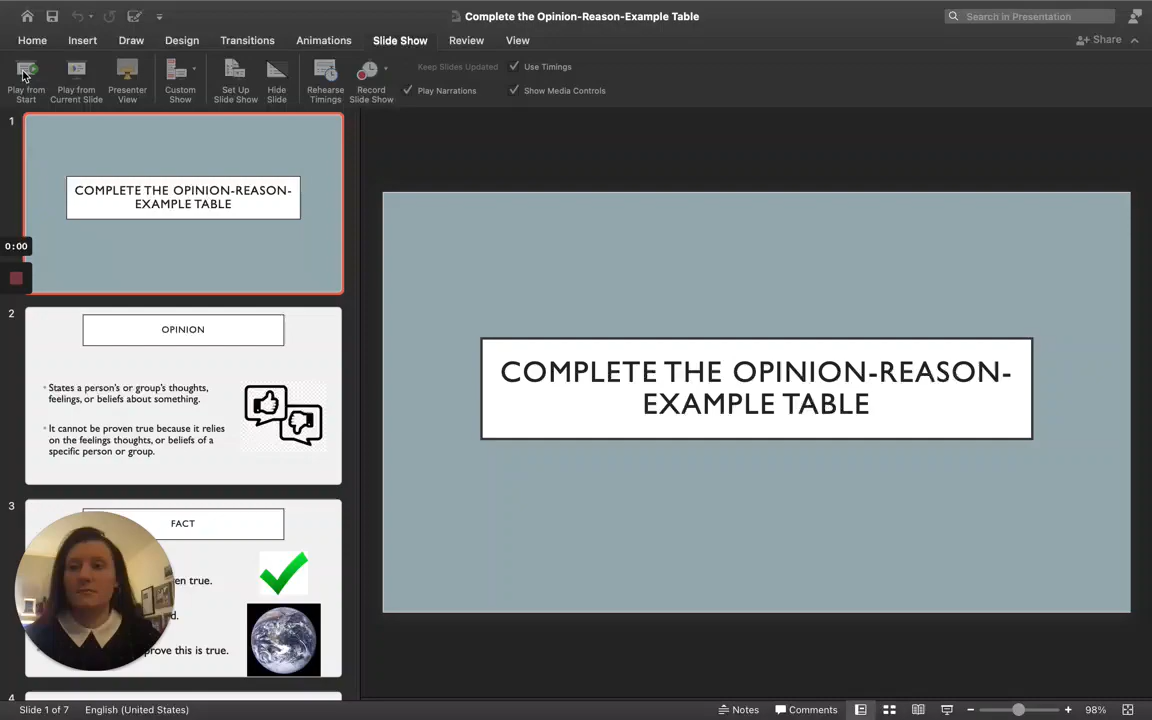 Complete the Opinion-Reason-Example Table
Search in Presentation
Home
Insert
Draw
Design
Transitions
Animations
Slide Show
Review
View
Share
Play from
Start
Play from
Current Slide
Presenter
View
Custom
Show
Set Up
Slide Show
Hide
Slide
Rehearse
Timings
Record
Slide Show
Keep Slides Updated
Use Timings
Play Narrations
Show Media Controls
1
COMPLETE THE OPINION-REASON-
EXAMPLE TABLE
0:00
2
OPINION
• States a person's or group's thoughts,
feelings, or beliefs about something.
• It cannot be proven true because it relies
on the feelings thoughts, or beliefs of a
specific person or group.
3
FACT
en true.
d.
prove this is true.
4
COMPLETE THE OPINION-REASON-
EXAMPLE TABLE
Slide 1 of 7
English (United States)
Notes
Comments
98%